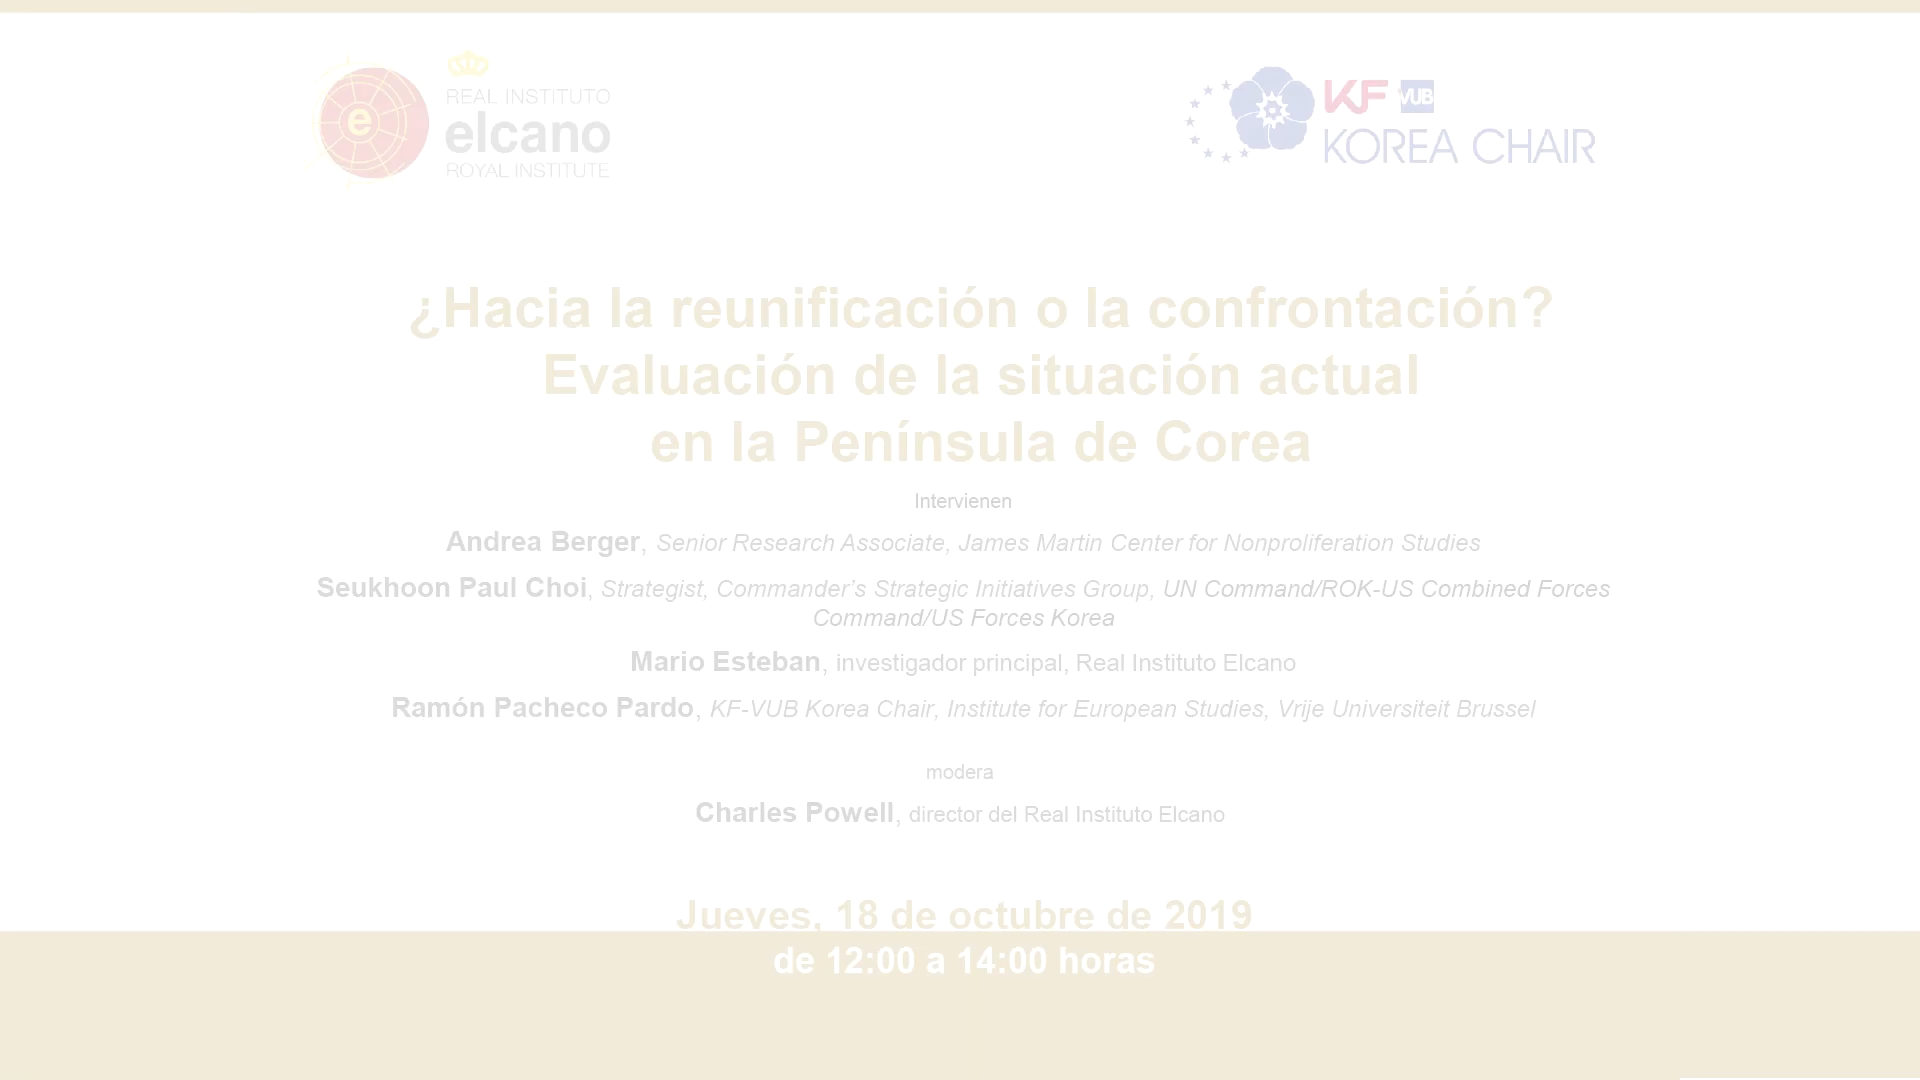 REAL INSTITUTO
elcano
ROYAL INSTITUTE
e
KF VUB
KOREA CHAIR
¿Hacia la reunificación o la confrontación?
Evaluación de la situación actual
en la Península de Corea
Intervienen
Andrea Berger, Senior Research Associate, James Martin Center for Nonproliferation Studies
Seukhoon Paul Choi, Strategist, Commander’s Strategic Initiatives Group, UN Command/ROK-US Combined Forces
Command/US Forces Korea
Mario Esteban, investigador principal, Real Instituto Elcano
Ramón Pacheco Pardo, KF-VUB Korea Chair, Institute for European Studies, Vrije Universiteit Brussel
modera
Charles Powell, director del Real Instituto Elcano
Jueves, 18 de octubre de 2019
de 12:00 a 14:00 horas